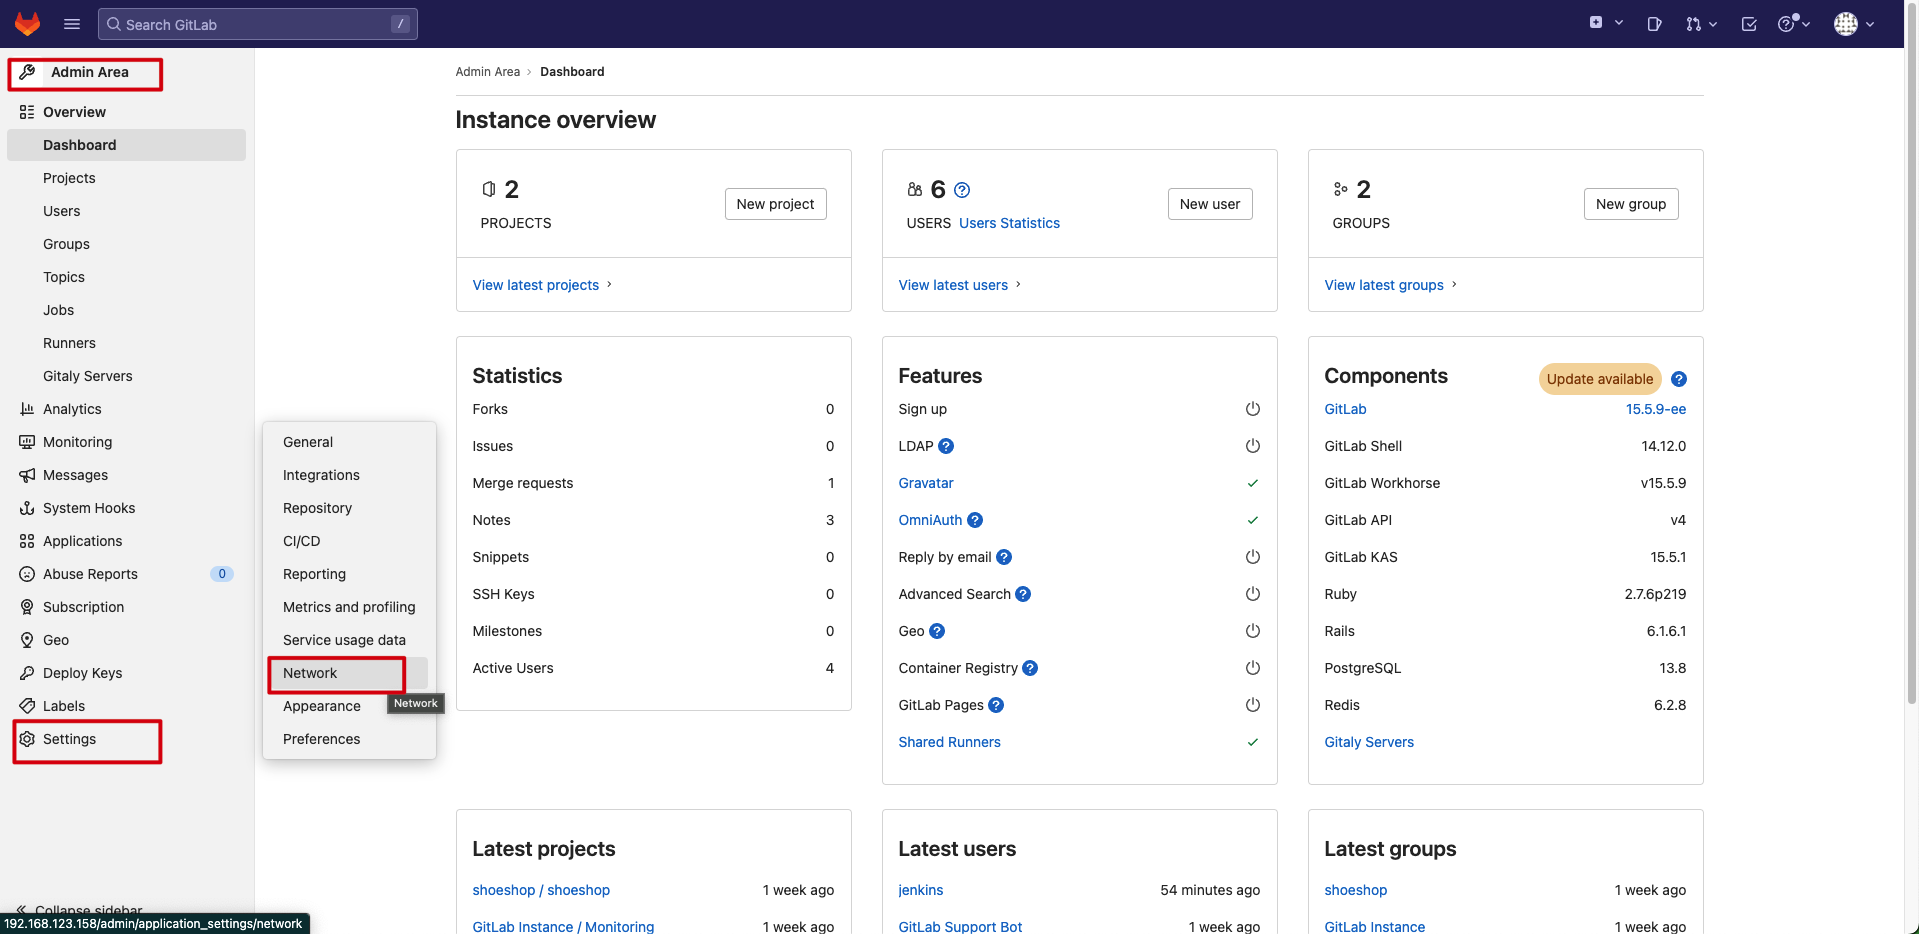 Search GitLab /
Admin Area
Overview
Dashboard
Projects
Users
Groups
Topics
Jobs
Runners
Gitaly Servers
Analytics
Monitoring
Messages
System Hooks
Applications
Abuse Reports 0
Subscription
Geo
Deploy Keys
Labels
Settings
Collapse sidebar
192.168.123.158/admin/application_settings/network
General
Integrations
Repository
CI/CD
Reporting
Metrics and profiling
Service usage data
Network
Network
Appearance
Preferences
Admin Area › Dashboard
Instance overview
2
PROJECTS
New project
View latest projects
6 ?
USERS Users Statistics
New user
View latest users
2
GROUPS
New group
View latest groups
Statistics
Forks 0
Issues 0
Merge requests 1
Notes 3
Snippets 0
SSH Keys 0
Milestones 0
Active Users 4
Features
Sign up
LDAP ?
Gravatar
OmniAuth ?
Reply by email ?
Advanced Search ?
Geo ?
Container Registry ?
GitLab Pages ?
Shared Runners
Components Update available ?
GitLab 15.5.9-ee
GitLab Shell 14.12.0
GitLab Workhorse v15.5.9
GitLab API v4
GitLab KAS 15.5.1
Ruby 2.7.6p219
Rails 6.1.6.1
PostgreSQL 13.8
Redis 6.2.8
Gitaly Servers
Latest projects
shoeshop / shoeshop 1 week ago
GitLab Instance / Monitoring 1 week ago
Latest users
jenkins 54 minutes ago
GitLab Support Bot 1 week ago
Latest groups
shoeshop 1 week ago
GitLab Instance 1 week ago